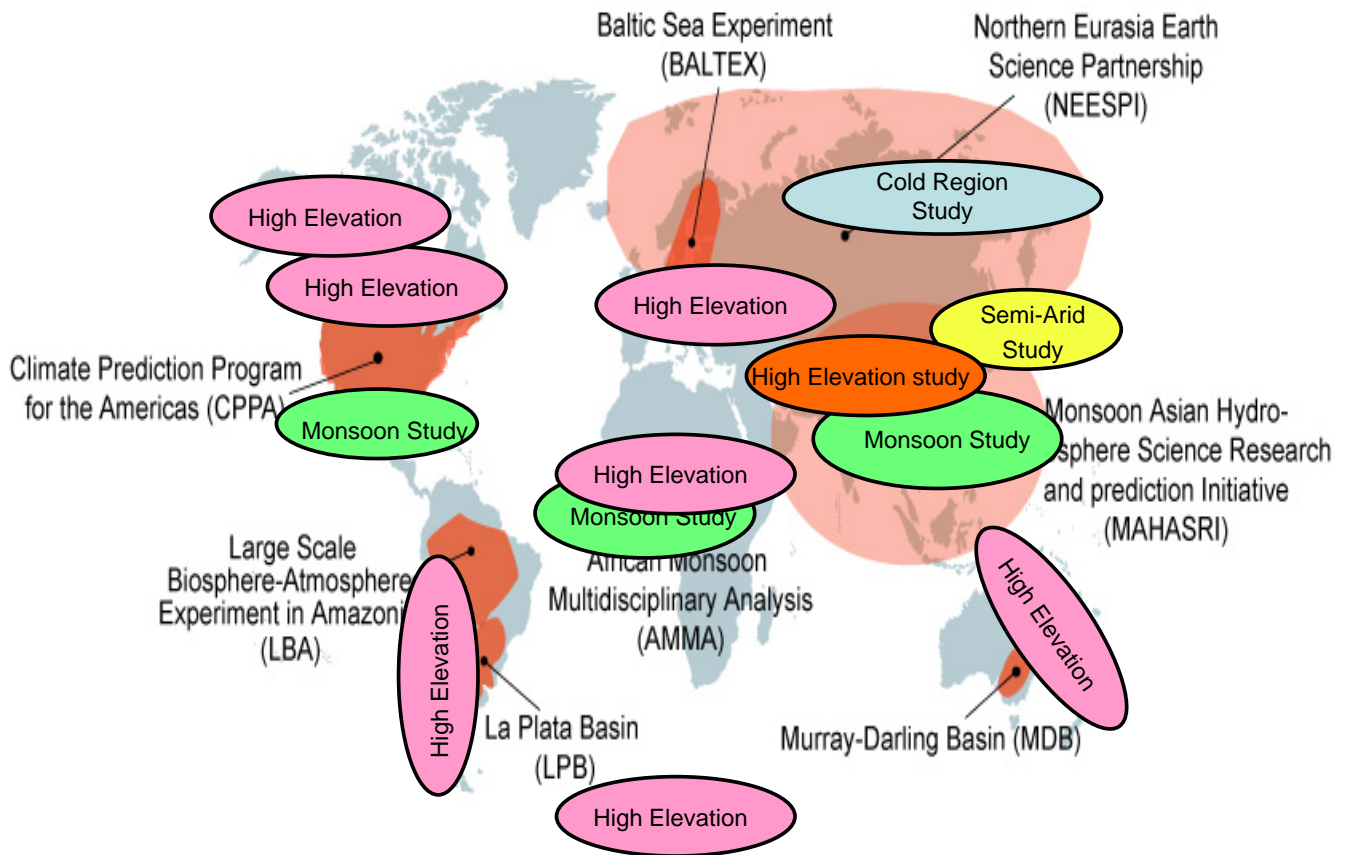 Baltic Sea Experiment
(BALTEX)
Northern Eurasia Earth
Science Partnership
(NEESPI)
Cold Region
Study
High Elevation
High Elevation
High Elevation
Semi-Arid
Study
High Elevation study
Climate Prediction Program
for the Americas (CPPA)
Monsoon Study
Monsoon Study
Monsoon Asian Hydro-
sphere Science Research
and prediction Initiative
(MAHASRI)
High Elevation
Monsoon Study
African Monsoon
Multidisciplinary Analysis
(AMMA)
Large Scale
Biosphere-Atmosphere
Experiment in Amazoni
(LBA)
High Elevation
High Elevation
La Plata Basin
(LPB)
Murray-Darling Basin (MDB)
High Elevation